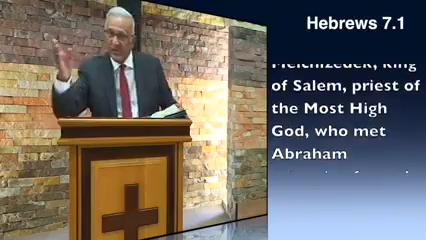 Hebrews 7.1
Melchizedek, king
of Salem, priest of
the Most High
God, who met
Abraham